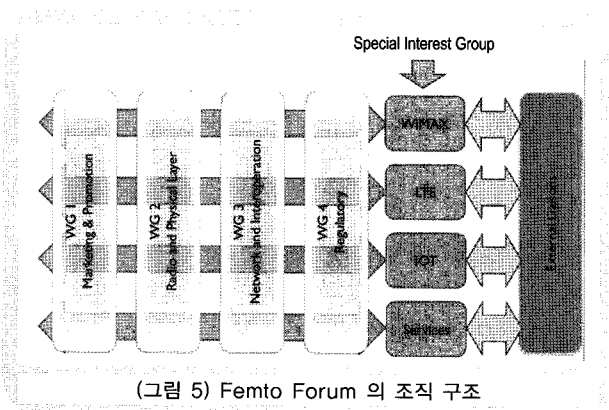 Special Interest Group
WG 1
Marketing & Promotion
WG 2
Radio and Physical Layer
WG 3
Network and Interoperation
WG 4
Regulatory
WiMAX
LTE
IOT
Services
External Liaisons
(그림 5) Femto Forum 의 조직 구조